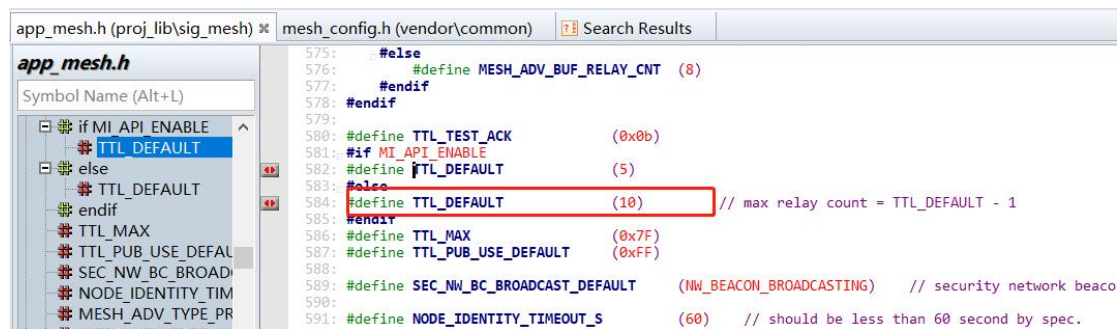 app_mesh.h (proj_lib\sig_mesh) mesh_config.h (vendor\common) Search Results
app_mesh.h
Symbol Name (Alt+L)
if MI_API_ENABLE
TTL_DEFAULT
else
TTL_DEFAULT
endif
TTL_MAX
TTL_PUB_USE_DEFAU
SEC_NW_BC_BROAD
NODE_IDENTITY_TIM
MESH_ADV_TYPE_PR
575: #else
576: #define MESH_ADV_BUF_RELAY_CNT (8)
577: #endif
578: #endif
579:
580: #define TTL_TEST_ACK (0x0b)
581: #if MI_API_ENABLE
582: #define TTL_DEFAULT (5)
583: #else
584: #define TTL_DEFAULT (10) // max relay count = TTL_DEFAULT - 1
585: #endif
586: #define TTL_MAX (0x7F)
587: #define TTL_PUB_USE_DEFAULT (0xFF)
588:
589: #define SEC_NW_BC_BROADCAST_DEFAULT (NW_BEACON_BROADCASTING) // security network beaco
590:
591: #define NODE_IDENTITY_TIMEOUT_S (60) // should be less than 60 second by spec.